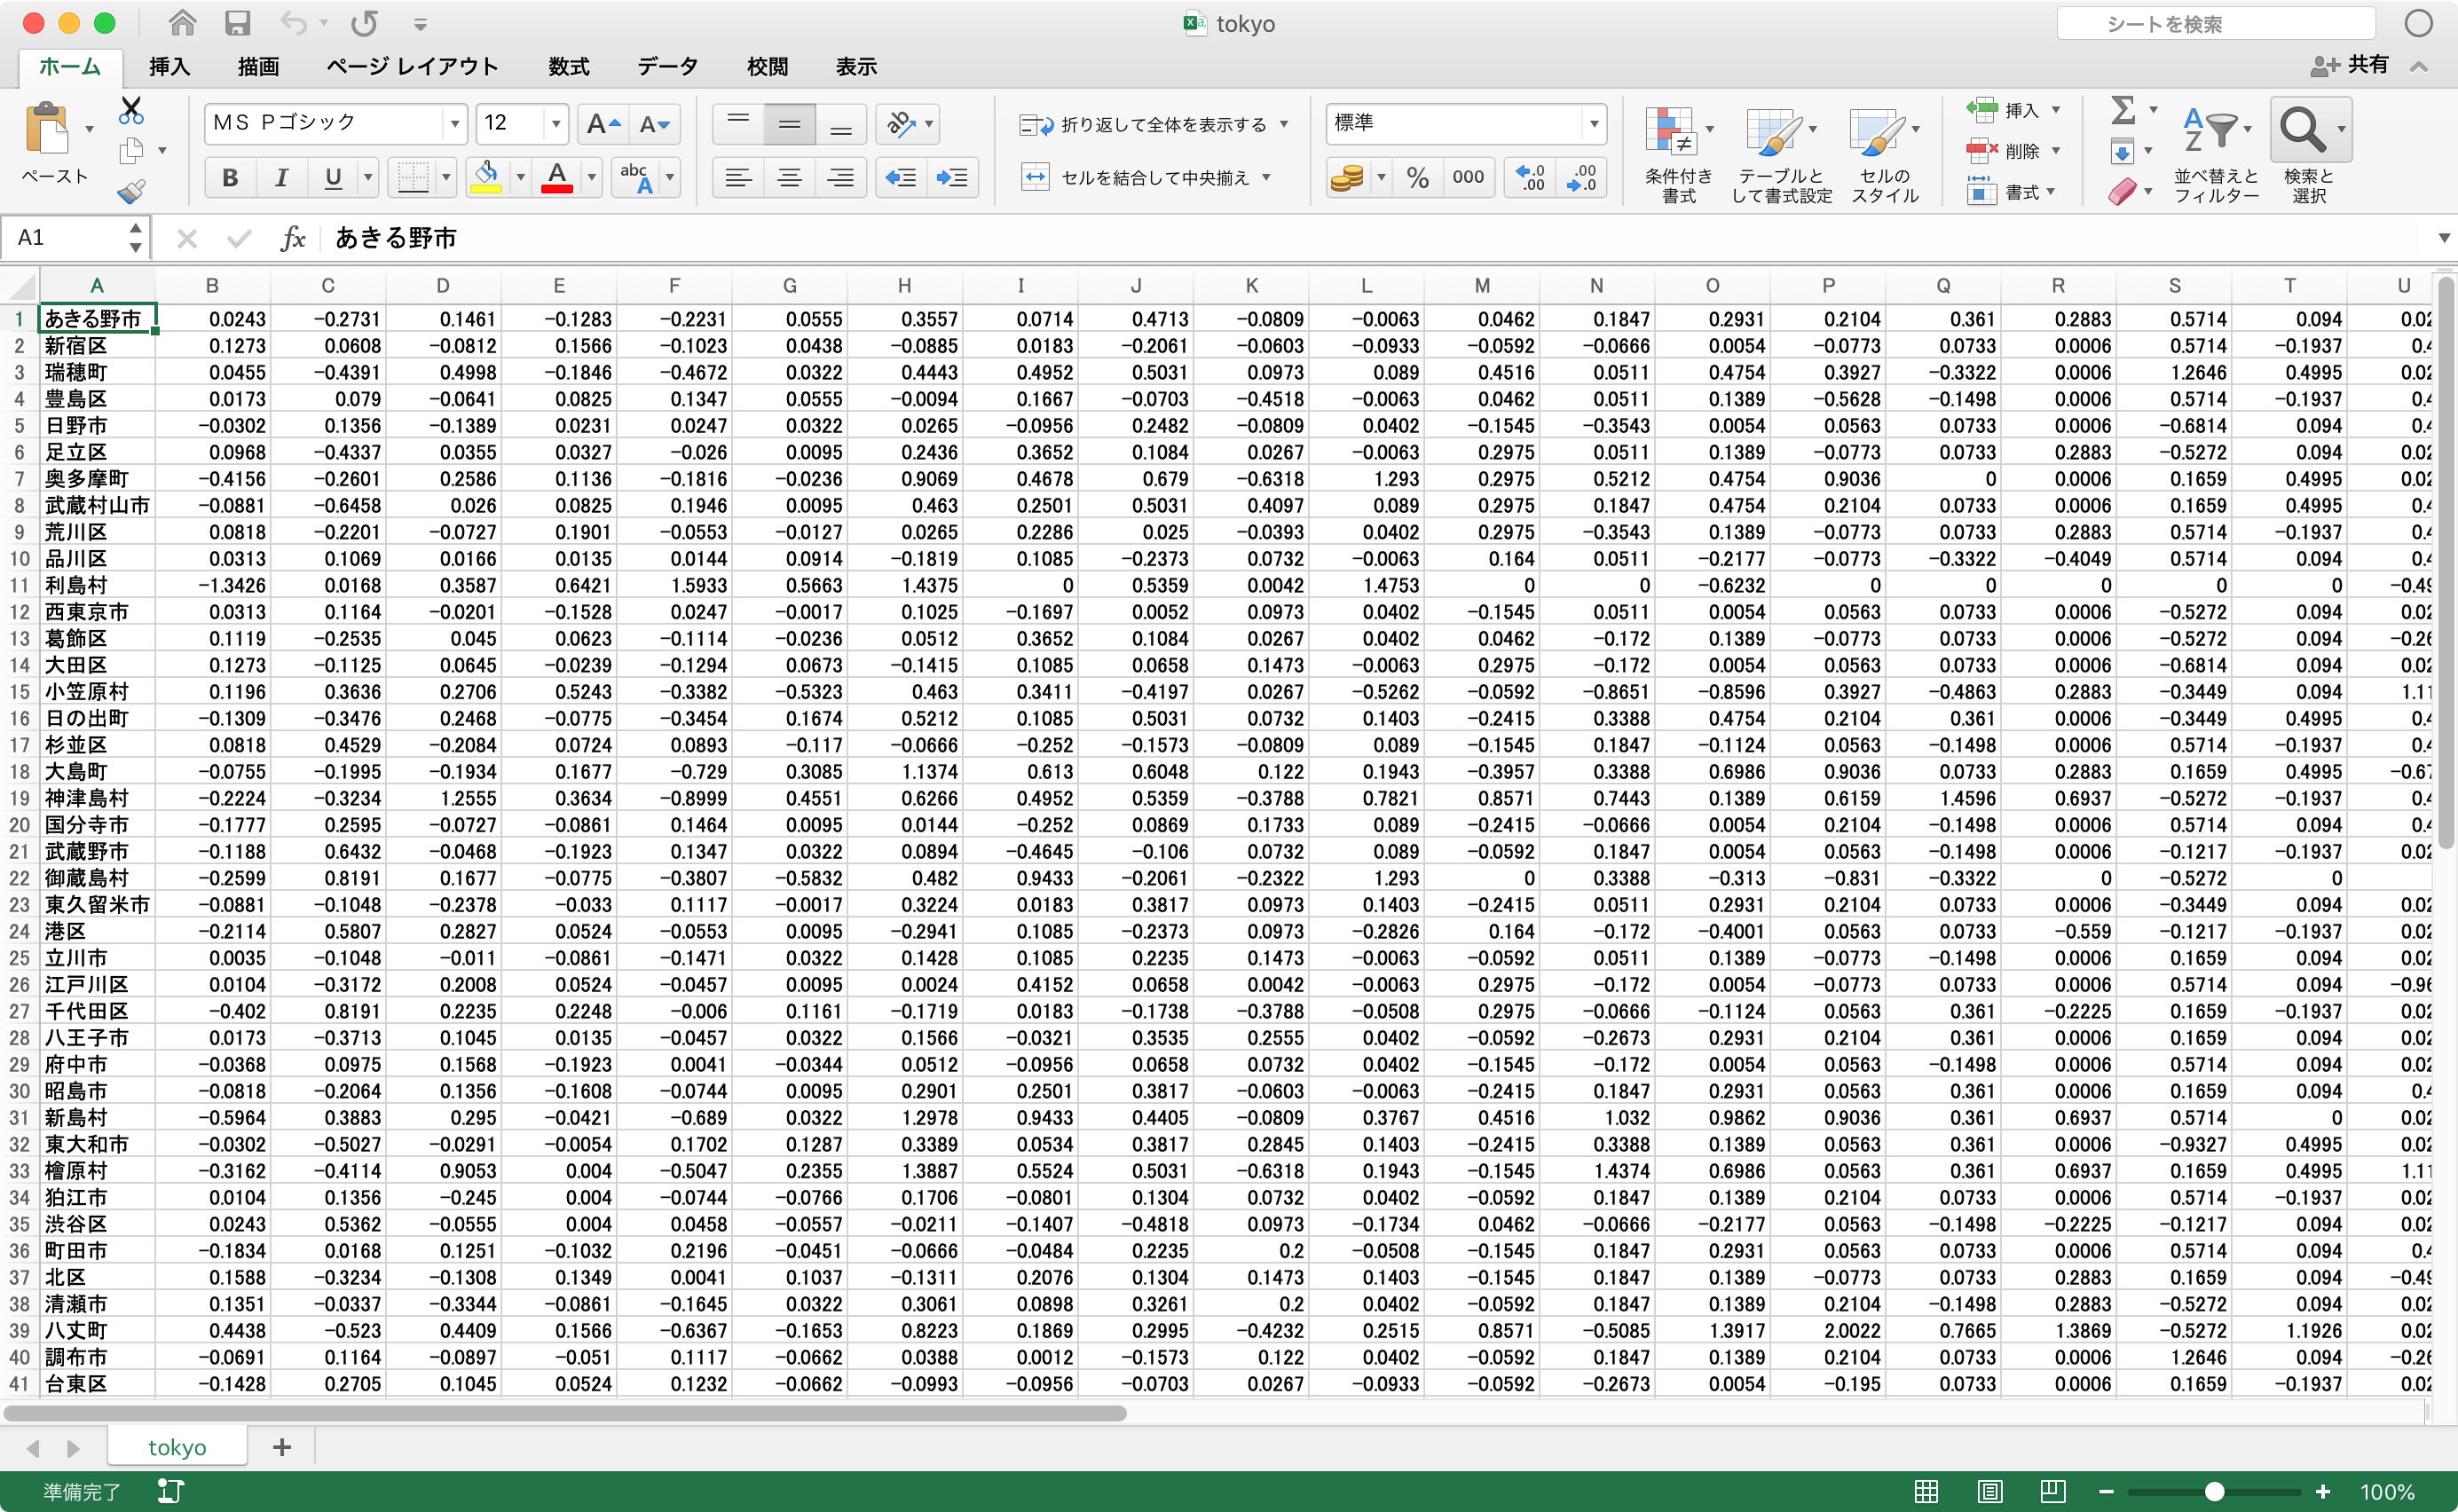 tokyo
シートを検索
ホーム 挿入 描画 ページ レイアウト 数式 データ 校閲 表示 共有
ペースト
MS Pゴシック 12
折り返して全体を表示する
標準
B I U abc A
セルを結合して中央揃え
% 000
条件付き書式
テーブルとして書式設定
セルのスタイル
挿入
削除
書式
並べ替えとフィルター
検索と選択
A1 fx あきる野市
A B C D E F G H I J K L M N O P Q R S T U
1 あきる野市 0.0243 −0.2731 0.1461 −0.1283 −0.2231 0.0555 0.3557 0.0714 0.4713 −0.0809 −0.0063 0.0462 0.1847 0.2931 0.2104 0.361 0.2883 0.5714 0.094 0.02
2 新宿区 0.1273 0.0608 −0.0812 0.1566 −0.1023 0.0438 −0.0885 0.0183 −0.2061 −0.0603 −0.0933 −0.0592 −0.0666 0.0054 −0.0773 0.0733 0.0006 0.5714 −0.1937 0.4
3 瑞穂町 0.0455 −0.4391 0.4998 −0.1846 −0.4672 0.0322 0.4443 0.4952 0.5031 0.0973 0.089 0.4516 0.0511 0.4754 0.3927 −0.3322 0.0006 1.2646 0.4995 0.02
4 豊島区 0.0173 0.079 −0.0641 0.0825 0.1347 0.0555 −0.0094 0.1667 −0.0703 −0.4518 −0.0063 0.0462 0.0511 0.1389 −0.5628 −0.1498 0.0006 0.5714 −0.1937 0.4
5 日野市 −0.0302 0.1356 −0.1389 0.0231 0.0247 0.0322 0.0265 −0.0956 0.2482 −0.0809 0.0402 −0.1545 −0.3543 0.0054 0.0563 0.0733 0.0006 −0.6814 0.094 0.4
6 足立区 0.0968 −0.4337 0.0355 0.0327 −0.026 0.0095 0.2436 0.3652 0.1084 0.0267 −0.0063 0.2975 0.0511 0.1389 −0.0773 0.0733 0.2883 −0.5272 0.094 0.02
7 奥多摩町 −0.4156 −0.2601 0.2586 0.1136 −0.1816 −0.0236 0.9069 0.4678 0.679 −0.6318 1.293 0.2975 0.5212 0.4754 0.9036 0 0.0006 0.1659 0.4995 0.02
8 武蔵村山市 −0.0881 −0.6458 0.026 0.0825 0.1946 0.0095 0.463 0.2501 0.5031 0.4097 0.089 0.2975 0.1847 0.4754 0.2104 0.0733 0.0006 0.1659 0.4995 0.4
9 荒川区 0.0818 −0.2201 −0.0727 0.1901 −0.0553 −0.0127 0.0265 0.2286 0.025 −0.0393 0.0402 0.2975 −0.3543 0.1389 −0.0773 0.0733 0.2883 0.5714 −0.1937 0.4
10 品川区 0.0313 0.1069 0.0166 0.0135 0.0144 0.0914 −0.1819 0.1085 −0.2373 0.0732 −0.0063 0.164 0.0511 −0.2177 −0.0773 −0.3322 −0.4049 0.5714 0.094 0.4
11 利島村 −1.3426 0.0168 0.3587 0.6421 1.5933 0.5663 1.4375 0 0.5359 0.0042 1.4753 0 0 −0.6232 0 0 0 0 0 −0.49
12 西東京市 0.0313 0.1164 −0.0201 −0.1528 0.0247 −0.0017 0.1025 −0.1697 0.0052 0.0973 0.0402 −0.1545 0.0511 0.0054 0.0563 0.0733 0.0006 −0.5272 0.094 0.02
13 葛飾区 0.1119 −0.2535 0.045 0.0623 −0.1114 −0.0236 0.0512 0.3652 0.1084 0.0267 0.0402 0.0462 −0.172 0.1389 −0.0773 0.0733 0.0006 −0.5272 0.094 −0.26
14 大田区 0.1273 −0.1125 0.0645 −0.0239 −0.1294 0.0673 −0.1415 0.1085 0.0658 0.1473 −0.0063 0.2975 −0.172 0.0054 0.0563 0.0733 0.0006 −0.6814 0.094 0.02
15 小笠原村 0.1196 0.3636 0.2706 0.5243 −0.3382 −0.5323 0.463 0.3411 −0.4197 0.0267 −0.5262 −0.0592 −0.8651 −0.8596 0.3927 −0.4863 0.2883 −0.3449 0.094 1.11
16 日の出町 −0.1309 −0.3476 0.2468 −0.0775 −0.3454 0.1674 0.5212 0.1085 0.5031 0.0732 0.1403 −0.2415 0.3388 0.4754 0.2104 0.361 0.0006 −0.3449 0.4995 0.4
17 杉並区 0.0818 0.4529 −0.2084 0.0724 0.0893 −0.117 −0.0666 −0.252 −0.1573 −0.0809 0.089 −0.1545 0.1847 −0.1124 0.0563 −0.1498 0.0006 0.5714 −0.1937 0.4
18 大島町 −0.0755 −0.1995 −0.1934 0.1677 −0.729 0.3085 1.1374 0.613 0.6048 0.122 0.1943 −0.3957 0.3388 0.6986 0.9036 0.0733 0.2883 0.1659 0.4995 −0.67
19 神津島村 −0.2224 −0.3234 1.2555 0.3634 −0.8999 0.4551 0.6266 0.4952 0.5359 −0.3788 0.7821 0.8571 0.7443 0.1389 0.6159 1.4596 0.6937 −0.5272 −0.1937 0.4
20 国分寺市 −0.1777 0.2595 −0.0727 −0.0861 0.1464 0.0095 0.0144 −0.252 0.0869 0.1733 0.089 −0.2415 −0.0666 0.0054 0.2104 −0.1498 0.0006 0.5714 0.094 0.4
21 武蔵野市 −0.1188 0.6432 −0.0468 −0.1923 0.1347 0.0322 0.0894 −0.4645 −0.106 0.0732 0.089 −0.0592 0.1847 0.0054 0.0563 −0.1498 0.0006 −0.1217 −0.1937 0.02
22 御蔵島村 −0.2599 0.8191 0.1677 −0.0775 −0.3807 −0.5832 0.482 0.9433 −0.2061 −0.2322 1.293 0 0.3388 −0.313 −0.831 −0.3322 0 −0.5272 0
23 東久留米市 −0.0881 −0.1048 −0.2378 −0.033 0.1117 −0.0017 0.3224 0.0183 0.3817 0.0973 0.1403 −0.2415 0.0511 0.2931 0.2104 0.0733 0.0006 −0.3449 0.094 0.02
24 港区 −0.2114 0.5807 0.2827 0.0524 −0.0553 0.0095 −0.2941 0.1085 −0.2373 0.0973 −0.2826 0.164 −0.172 −0.4001 0.0563 0.0733 −0.559 −0.1217 −0.1937 0.02
25 立川市 0.0035 −0.1048 −0.011 −0.0861 −0.1471 0.0322 0.1428 0.1085 0.2235 0.1473 −0.0063 −0.0592 0.0511 0.1389 −0.0773 −0.1498 0.0006 0.1659 0.094 0.02
26 江戸川区 0.0104 −0.3172 0.2008 0.0524 −0.0457 0.0095 0.0024 0.4152 0.0658 0.0042 −0.0063 0.2975 −0.172 0.0054 −0.0773 0.0733 0.0006 0.5714 0.094 −0.96
27 千代田区 −0.402 0.8191 0.2235 0.2248 −0.006 0.1161 −0.1719 0.0183 −0.1738 −0.3788 −0.0508 0.2975 −0.0666 −0.1124 0.0563 0.361 −0.2225 0.1659 −0.1937 0.02
28 八王子市 0.0173 −0.3713 0.1045 0.0135 −0.0457 0.0322 0.1566 −0.0321 0.3535 0.2555 0.0402 −0.0592 −0.2673 0.2931 0.2104 0.361 0.0006 0.1659 0.094 0.02
29 府中市 −0.0368 0.0975 0.1568 −0.1923 0.0041 −0.0344 0.0512 −0.0956 0.0658 0.0732 0.0402 −0.1545 −0.172 0.0054 0.0563 −0.1498 0.0006 0.5714 0.094 0.02
30 昭島市 −0.0818 −0.2064 0.1356 −0.1608 −0.0744 0.0095 0.2901 0.2501 0.3817 −0.0603 −0.0063 −0.2415 0.1847 0.2931 0.0563 0.361 0.0006 0.1659 0.094 0.4
31 新島村 −0.5964 0.3883 0.295 −0.0421 −0.689 0.0322 1.2978 0.9433 0.4405 −0.0809 0.3767 0.4516 1.032 0.9862 0.9036 0.361 0.6937 0.5714 0 0.02
32 東大和市 −0.0302 −0.5027 −0.0291 −0.0054 0.1702 0.1287 0.3389 0.0534 0.3817 0.2845 0.1403 −0.2415 0.3388 0.1389 0.0563 0.361 0.0006 −0.9327 0.4995 0.02
33 檜原村 −0.3162 −0.4114 0.9053 0.004 −0.5047 0.2355 1.3887 0.5524 0.5031 −0.6318 0.1943 −0.1545 1.4374 0.6986 0.0563 0.361 0.6937 0.1659 0.4995 1.11
34 狛江市 0.0104 0.1356 −0.245 0.004 −0.0744 −0.0766 0.1706 −0.0801 0.1304 0.0732 0.0402 −0.0592 0.1847 0.1389 0.2104 0.0733 0.0006 0.5714 −0.1937 0.02
35 渋谷区 0.0243 0.5362 −0.0555 0.004 0.0458 −0.0557 −0.0211 −0.1407 −0.4818 0.0973 −0.1734 0.0462 −0.0666 −0.2177 0.0563 −0.1498 −0.2225 −0.1217 0.094 0.02
36 町田市 −0.1834 0.0168 0.1251 −0.1032 0.2196 −0.0451 −0.0666 −0.0484 0.2235 0.2 −0.0508 −0.1545 0.1847 0.2931 0.0563 0.0733 0.0006 0.5714 0.094 0.4
37 北区 0.1588 −0.3234 −0.1308 0.1349 0.0041 0.1037 −0.1311 0.2076 0.1304 0.1473 0.1403 −0.1545 0.1847 0.1389 −0.0773 0.0733 0.2883 0.1659 0.094 −0.49
38 清瀬市 0.1351 −0.0337 −0.3344 −0.0861 −0.1645 0.0322 0.3061 0.0898 0.3261 0.2 0.0402 −0.0592 0.1847 0.1389 0.2104 −0.1498 0.2883 −0.5272 0.094 0.02
39 八丈町 0.4438 −0.523 0.4409 0.1566 −0.6367 −0.1653 0.8223 0.1869 0.2995 −0.4232 0.2515 0.8571 −0.5085 1.3917 2.0022 0.7665 1.3869 −0.5272 1.1926 0.02
40 調布市 −0.0691 0.1164 −0.0897 −0.051 0.1117 −0.0662 0.0388 0.0012 −0.1573 0.122 0.0402 −0.0592 0.1847 0.1389 0.2104 0.0733 0.0006 1.2646 0.094 −0.26
41 台東区 −0.1428 0.2705 0.1045 0.0524 0.1232 −0.0662 −0.0993 −0.0956 −0.0703 0.0267 −0.0933 −0.0592 −0.2673 0.0054 −0.195 0.0733 0.0006 0.1659 −0.1937 0.02
tokyo
準備完了 100%